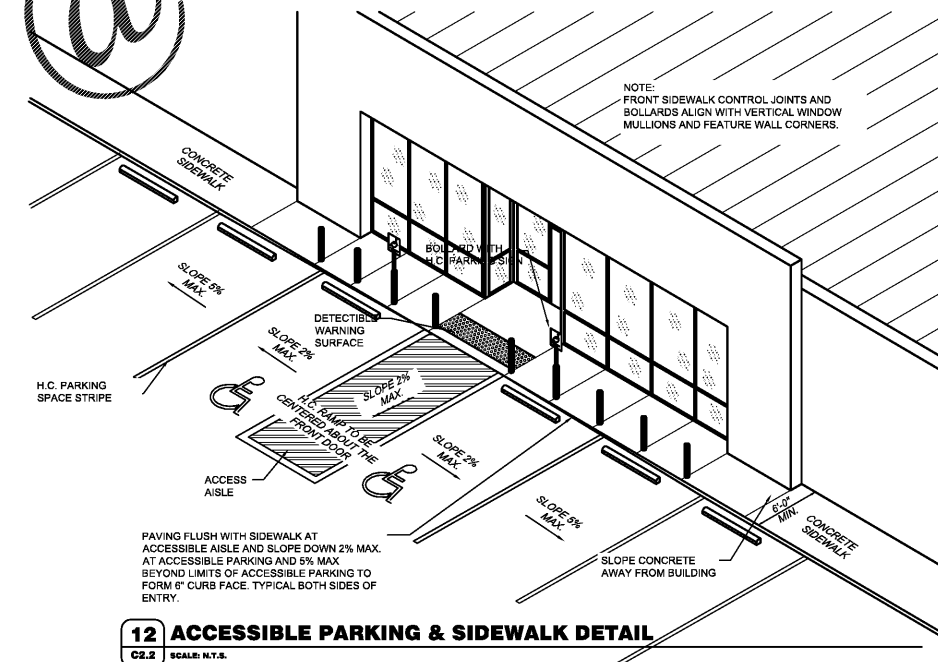 @
NOTE:
FRONT SIDEWALK CONTROL JOINTS AND
BOLLARDS ALIGN WITH VERTICAL WINDOW
MULLIONS AND FEATURE WALL CORNERS.
CONCRETE
SIDEWALK
BOLLARD WITH
H.C. PARKING SIGN
SLOPE 5%
MAX.
DETECTIBLE
WARNING
SURFACE
SLOPE 2%
MAX.
H.C. PARKING
SPACE STRIPE
SLOPE 2%
MAX.
H.C. RAMP TO BE
CENTERED ABOUT THE
FRONT DOOR
SLOPE 2%
MAX.
ACCESS
AISLE
SLOPE 5%
MAX.
6'-0"
MIN.
CONCRETE
SIDEWALK
PAVING FLUSH WITH SIDEWALK AT
ACCESSIBLE AISLE AND SLOPE DOWN 2% MAX.
AT ACCESSIBLE PARKING AND 5% MAX
BEYOND LIMITS OF ACCESSIBLE PARKING TO
FORM 6" CURB FACE. TYPICAL BOTH SIDES OF
ENTRY.
SLOPE CONCRETE
AWAY FROM BUILDING
12 ACCESSIBLE PARKING & SIDEWALK DETAIL
C2.2 SCALE: N.T.S.